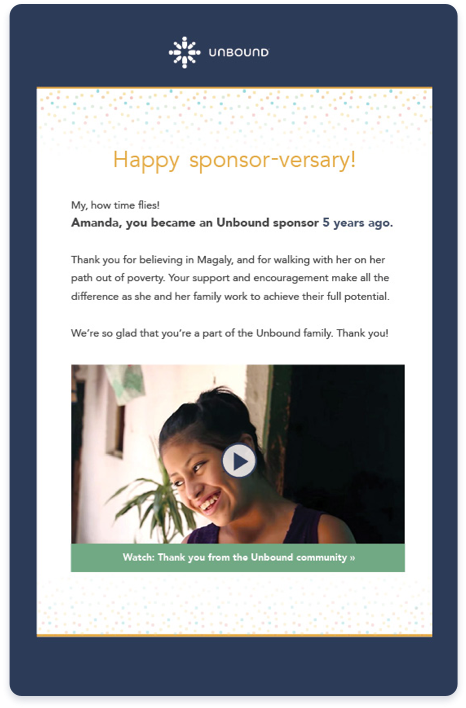 UNBOUND
Happy sponsor-versary!
My, how time flies!
Amanda, you became an Unbound sponsor 5 years ago.
Thank you for believing in Magaly, and for walking with her on her
path out of poverty. Your support and encouragement make all the
difference as she and her family work to achieve their full potential.
We're so glad that you're a part of the Unbound family. Thank you!
Watch: Thank you from the Unbound community »